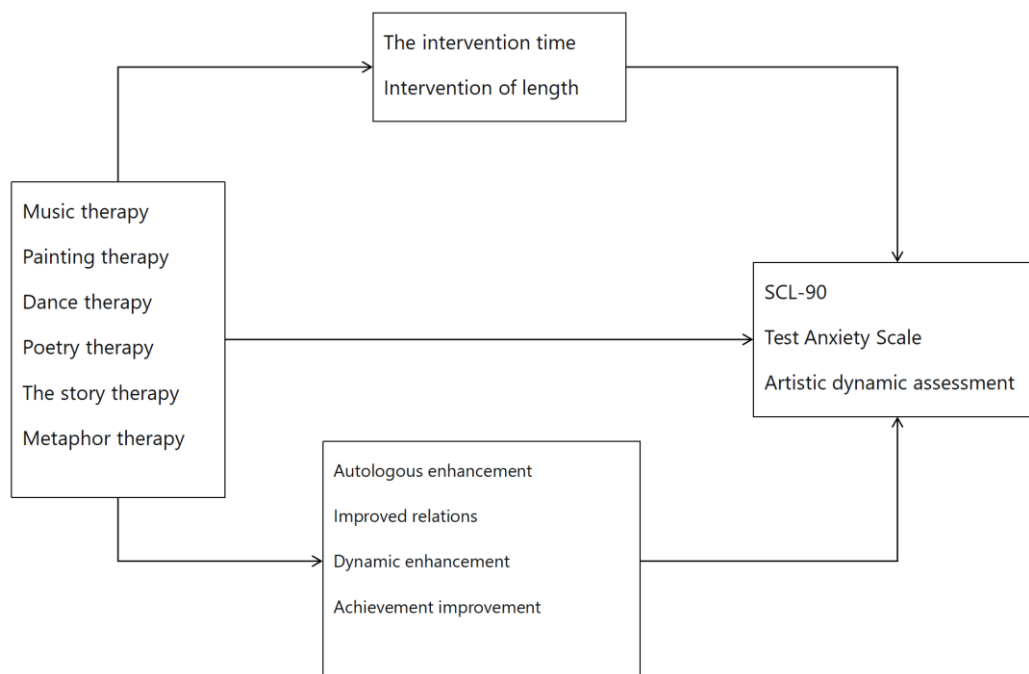 The intervention time
Intervention of length
Music therapy
Painting therapy
Dance therapy
Poetry therapy
The story therapy
Metaphor therapy
SCL-90
Test Anxiety Scale
Artistic dynamic assessment
Autologous enhancement
Improved relations
Dynamic enhancement
Achievement improvement